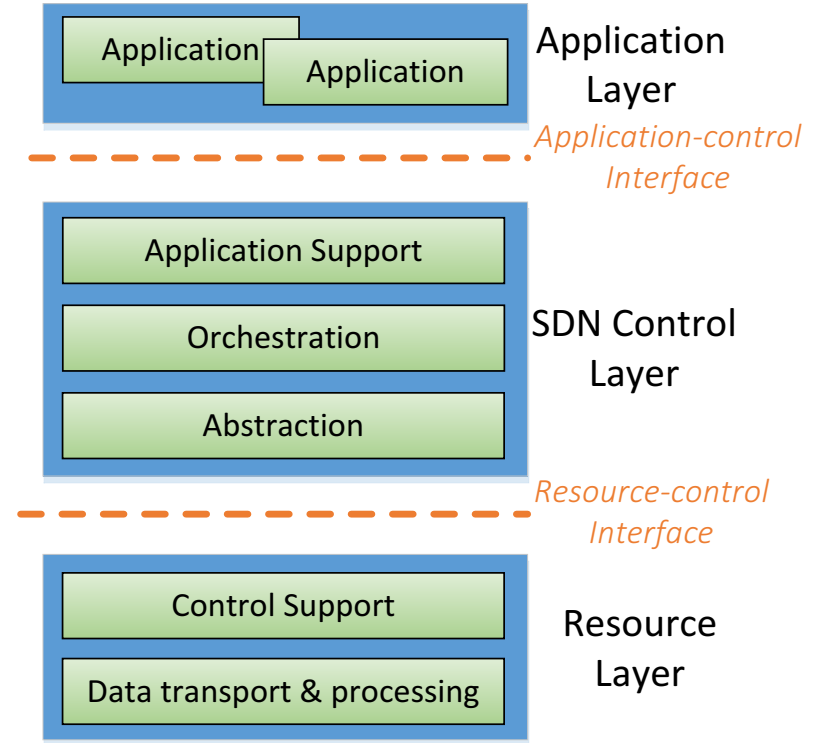 Application
Application
Application
Layer
Application-control
Interface
Application Support
Orchestration
Abstraction
SDN Control
Layer
Resource-control
Interface
Control Support
Data transport & processing
Resource
Layer